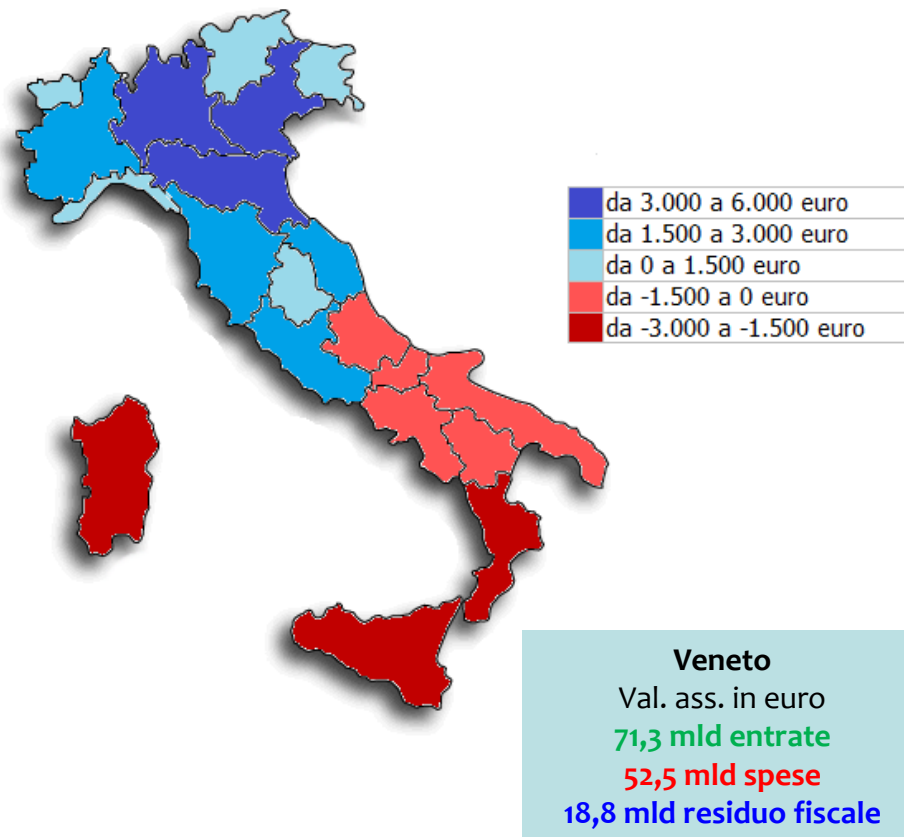 da 3.000 a 6.000 euro
da 1.500 a 3.000 euro
da 0 a 1.500 euro
da -1.500 a 0 euro
da -3.000 a -1.500 euro
Veneto
Val. ass. in euro
71,3 mld entrate
52,5 mld spese
18,8 mld residuo fiscale